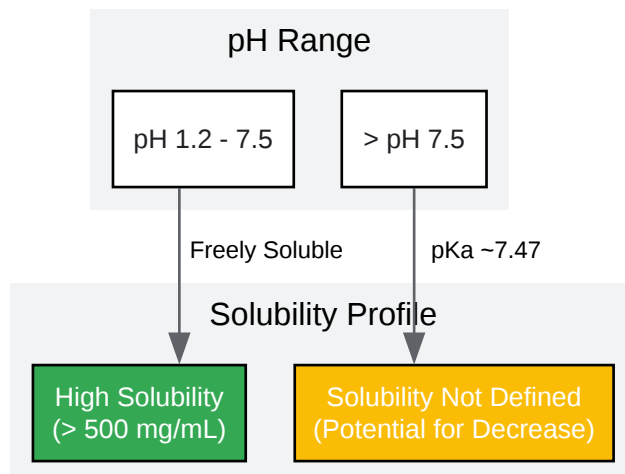 pH Range
pH 1.2 - 7.5
> pH 7.5
Freely Soluble
pKa ~7.47
Solubility Profile
High Solubility
(> 500 mg/mL)
Solubility Not Defined
(Potential for Decrease)